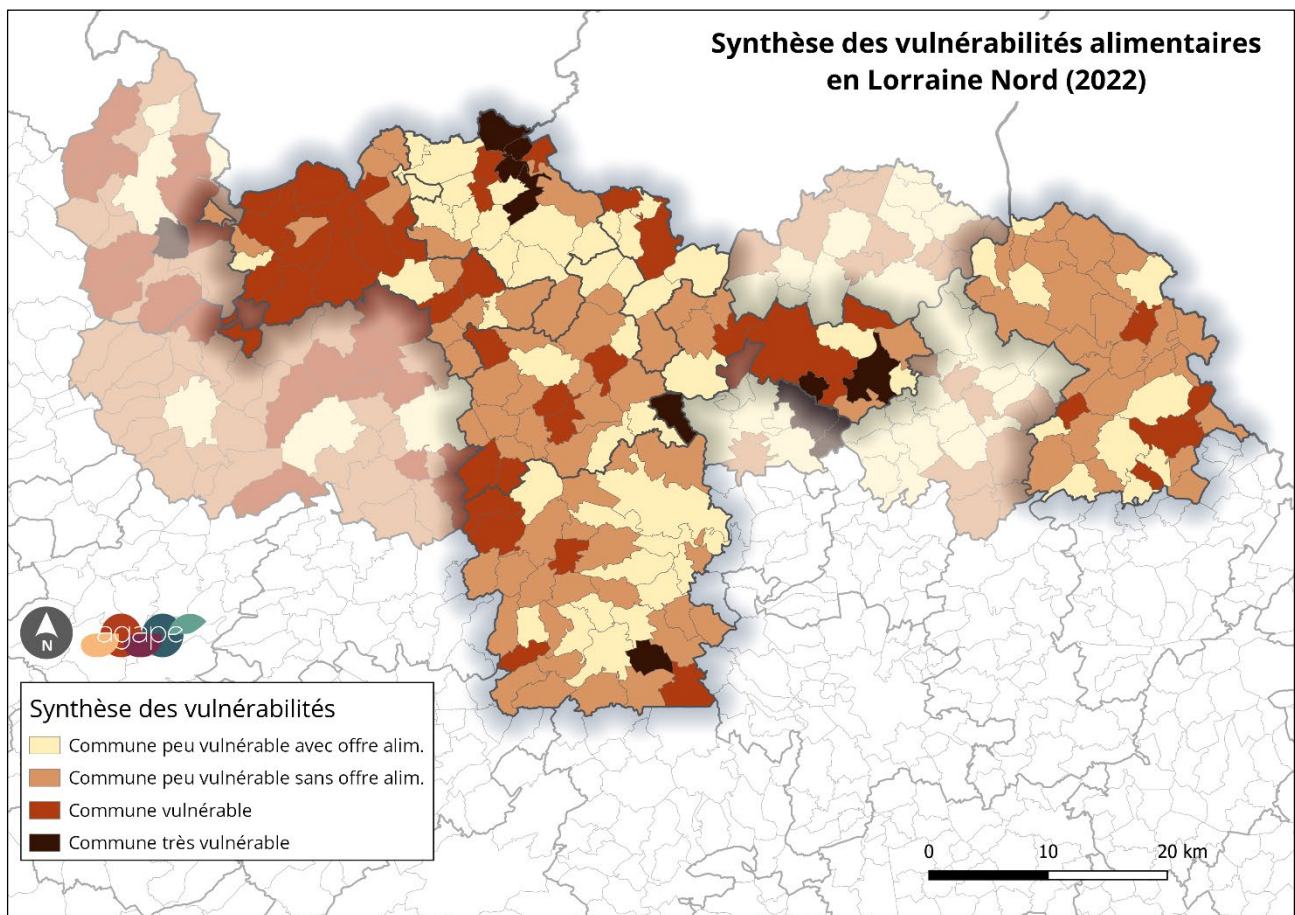 Synthèse des vulnérabilités alimentaires
en Lorraine Nord (2022)
N
agape
Synthèse des vulnérabilités
Commune peu vulnérable avec offre alim.
Commune peu vulnérable sans offre alim.
Commune vulnérable
Commune très vulnérable
0 10 20 km